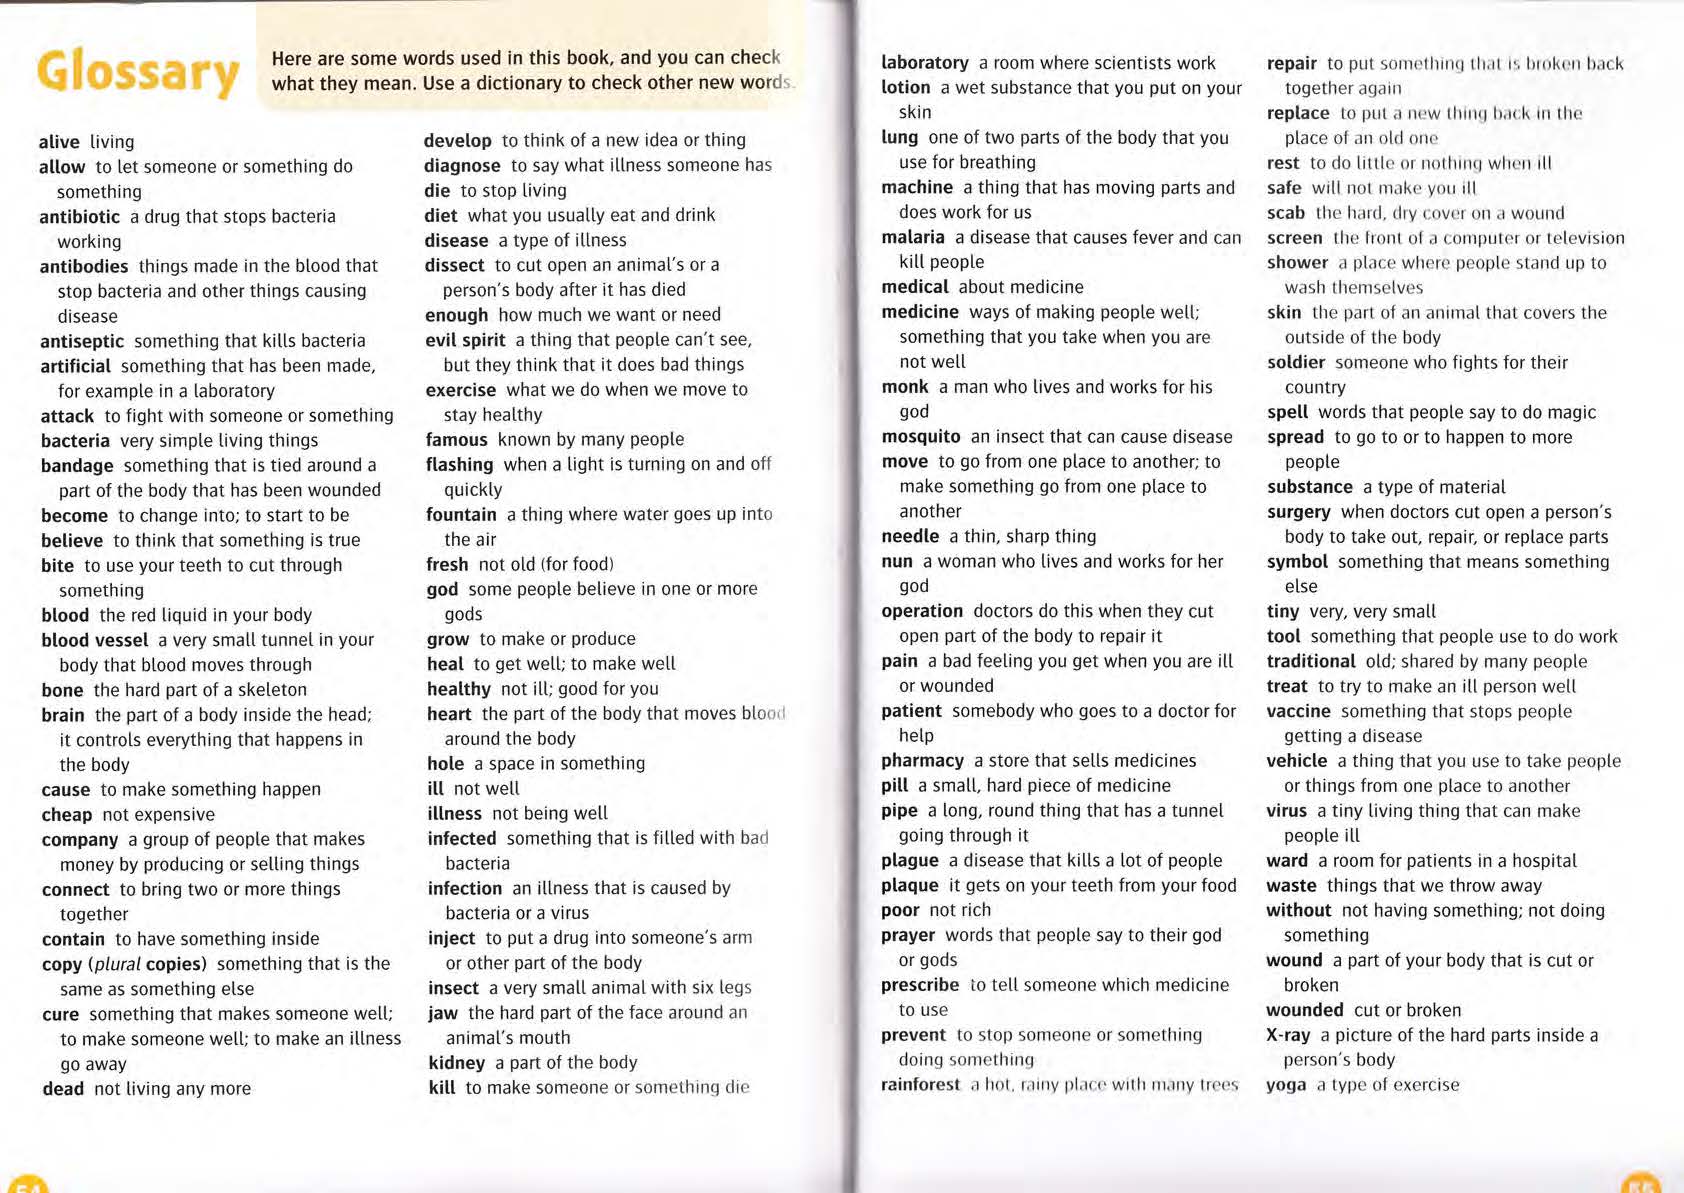 Glossary
Here are some words used in this book, and you can check
what they mean. Use a dictionary to check other new words.
alive living
allow to let someone or something do
something
antibiotic a drug that stops bacteria
working
antibodies things made in the blood that
stop bacteria and other things causing
disease
antiseptic something that kills bacteria
artificial something that has been made,
for example in a laboratory
attack to fight with someone or something
bacteria very simple living things
bandage something that is tied around a
part of the body that has been wounded
become to change into; to start to be
believe to think that something is true
bite to use your teeth to cut through
something
blood the red liquid in your body
blood vessel a very small tunnel in your
body that blood moves through
bone the hard part of a skeleton
brain the part of a body inside the head;
it controls everything that happens in
the body
cause to make something happen
cheap not expensive
company a group of people that makes
money by producing or selling things
connect to bring two or more things
together
contain to have something inside
copy (plural copies) something that is the
same as something else
cure something that makes someone well;
to make someone well; to make an illness
go away
dead not living any more
develop to think of a new idea or thing
diagnose to say what illness someone has
die to stop living
diet what you usually eat and drink
disease a type of illness
dissect to cut open an animal's or a
person's body after it has died
enough how much we want or need
evil spirit a thing that people can't see,
but they think that it does bad things
exercise what we do when we move to
stay healthy
famous known by many people
flashing when a light is turning on and off
quickly
fountain a thing where water goes up into
the air
fresh not old (for food)
god some people believe in one or more
gods
grow to make or produce
heal to get well; to make well
healthy not ill; good for you
heart the part of the body that moves blood
around the body
hole a space in something
ill not well
illness not being well
infected something that is filled with bad
bacteria
infection an illness that is caused by
bacteria or a virus
inject to put a drug into someone's arm
or other part of the body
insect a very small animal with six legs
jaw the hard part of the face around an
animal's mouth
kidney a part of the body
kill to make someone or something die
laboratory a room where scientists work
lotion a wet substance that you put on your
skin
lung one of two parts of the body that you
use for breathing
machine a thing that has moving parts and
does work for us
malaria a disease that causes fever and can
kill people
medical about medicine
medicine ways of making people well;
something that you take when you are
not well
monk a man who lives and works for his
god
mosquito an insect that can cause disease
move to go from one place to another; to
make something go from one place to
another
needle a thin, sharp thing
nun a woman who lives and works for her
god
operation doctors do this when they cut
open part of the body to repair it
pain a bad feeling you get when you are ill
or wounded
patient somebody who goes to a doctor for
help
pharmacy a store that sells medicines
pill a small, hard piece of medicine
pipe a long, round thing that has a tunnel
going through it
plague a disease that kills a lot of people
plaque it gets on your teeth from your food
poor not rich
prayer words that people say to their god
or gods
prescribe to tell someone which medicine
to use
prevent to stop someone or something
doing something
rainforest a hot, rainy place with many trees
repair to put something that is broken back
together again
replace to put a new thing back in the
place of an old one
rest to do little or nothing when ill
safe will not make you ill
scab the hard, dry cover on a wound
screen the front of a computer or television
shower a place where people stand up to
wash themselves
skin the part of an animal that covers the
outside of the body
soldier someone who fights for their
country
spell words that people say to do magic
spread to go to or to happen to more
people
substance a type of material
surgery when doctors cut open a person's
body to take out, repair, or replace parts
symbol something that means something
else
tiny very, very small
tool something that people use to do work
traditional old; shared by many people
treat to try to make an ill person well
vaccine something that stops people
getting a disease
vehicle a thing that you use to take people
or things from one place to another
virus a tiny living thing that can make
people ill
ward a room for patients in a hospital
waste things that we throw away
without not having something; not doing
something
wound a part of your body that is cut or
broken
wounded cut or broken
X-ray a picture of the hard parts inside a
person's body
yoga a type of exercise